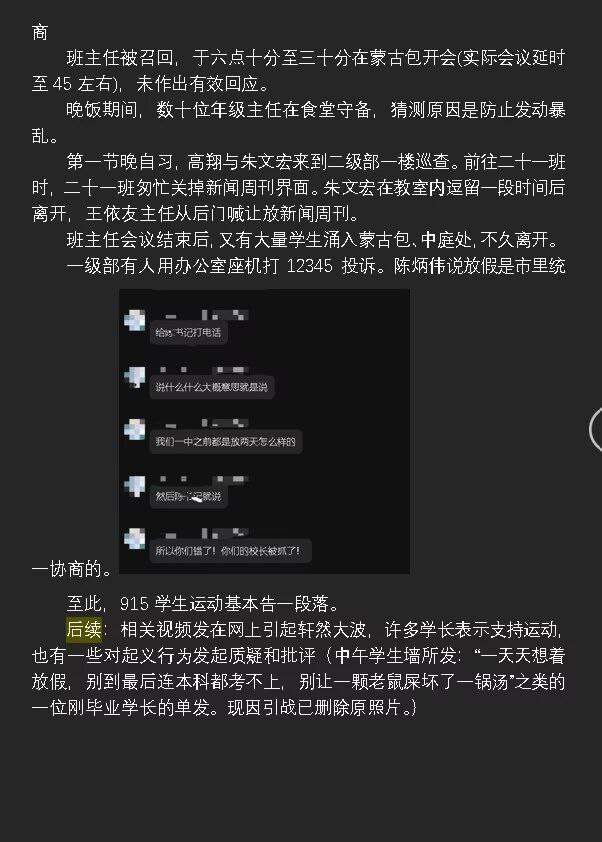 商
班主任被召回，于六点十分至三十分在蒙古包开会(实际会议延时
至 45 左右)，未作出有效回应。
晚饭期间，数十位年级主任在食堂守备，猜测原因是防止发动暴
乱。
第一节晚自习，高翔与朱文宏来到二级部一楼巡查。前往二十一班
时，二十一班匆忙关掉新闻周刊界面。朱文宏在教室内逗留一段时间后
离开，王依友主任从后门喊让放新闻周刊。
班主任会议结束后,又有大量学生涌入蒙古包、中庭处,不久离开。
一级部有人用办公室座机打 12345 投诉。陈炳伟说放假是市里统
给 书记打电话
说什么什么大概意思就是说
我们一中之前都是放两天怎么样的
然后陈 记就说
所以你们错了！你们的校长被抓了！
一协商的。
至此，915 学生运动基本告一段落。
后续：相关视频发在网上引起轩然大波，许多学长表示支持运动，
也有一些对起义行为发起质疑和批评（中午学生墙所发：“一天天想着
放假，别到最后连本科都考不上，别让一颗老鼠屎坏了一锅汤”之类的
一位刚毕业学长的单发。现因引战已删除原照片。）